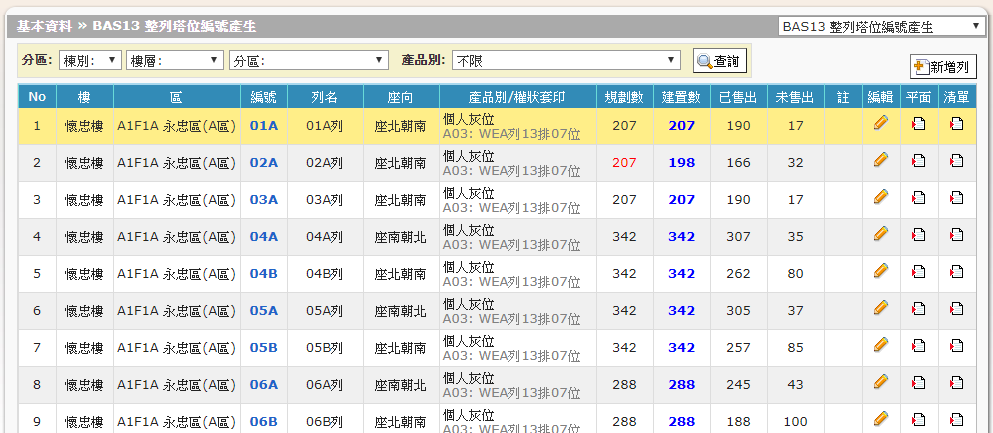 基本資料 » BAS13 整列塔位編號產生 BAS13 整列塔位編號產生
分區: 棟別: 樓層: 分區: 產品別: 不限 查詢
新增列
No 樓 區 編號 列名 座向 產品別/權狀套印 規劃數 建置數 已售出 未售出 註 編輯 平面 清單
1 懷忠樓 A1F1A 永忠區(A區) 01A 01A列 座北朝南 個人灰位 207 207 190 17
A03: WEA列13排07位
2 懷忠樓 A1F1A 永忠區(A區) 02A 02A列 座北朝南 個人灰位 207 198 166 32
A03: WEA列13排07位
3 懷忠樓 A1F1A 永忠區(A區) 03A 03A列 座北朝南 個人灰位 207 207 190 17
A03: WEA列13排07位
4 懷忠樓 A1F1A 永忠區(A區) 04A 04A列 座南朝北 個人灰位 342 342 307 35
A03: WEA列13排07位
5 懷忠樓 A1F1A 永忠區(A區) 04B 04B列 座北朝南 個人灰位 342 342 262 80
A03: WEA列13排07位
6 懷忠樓 A1F1A 永忠區(A區) 05A 05A列 座南朝北 個人灰位 342 342 305 37
A03: WEA列13排07位
7 懷忠樓 A1F1A 永忠區(A區) 05B 05B列 座北朝南 個人灰位 342 342 257 85
A03: WEA列13排07位
8 懷忠樓 A1F1A 永忠區(A區) 06A 06A列 座南朝北 個人灰位 288 288 245 43
A03: WEA列13排07位
9 懷忠樓 A1F1A 永忠區(A區) 06B 06B列 座北朝南 個人灰位 288 288 188 100
A03: WEA列13排07位